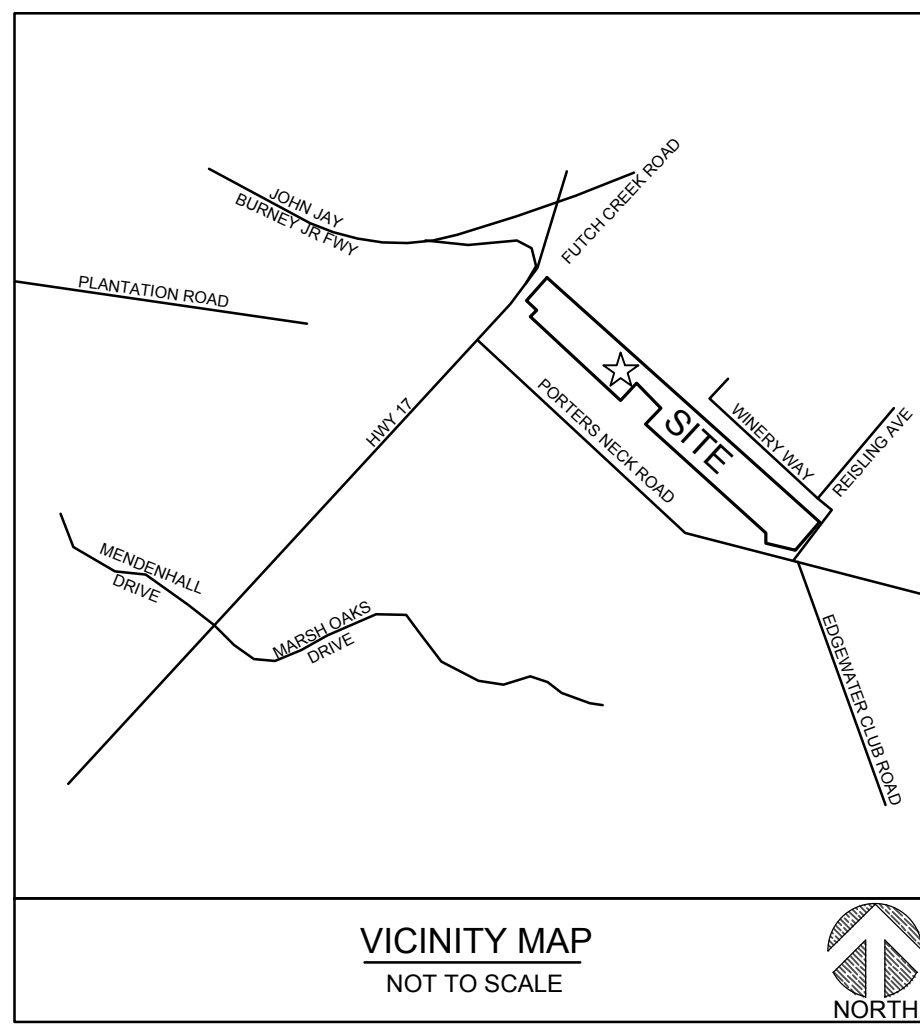 JOHN JAY
BURNEY JR FWY
FUTCH CREEK ROAD
PLANTATION ROAD
HWY 17
PORTERS NECK ROAD
SITE
WINERY WAY
REISLING AVE
MENDENHALL
DRIVE
MARSH OAKS
DRIVE
EDGEWATER CLUB ROAD
VICINITY MAP
NOT TO SCALE
NORTH